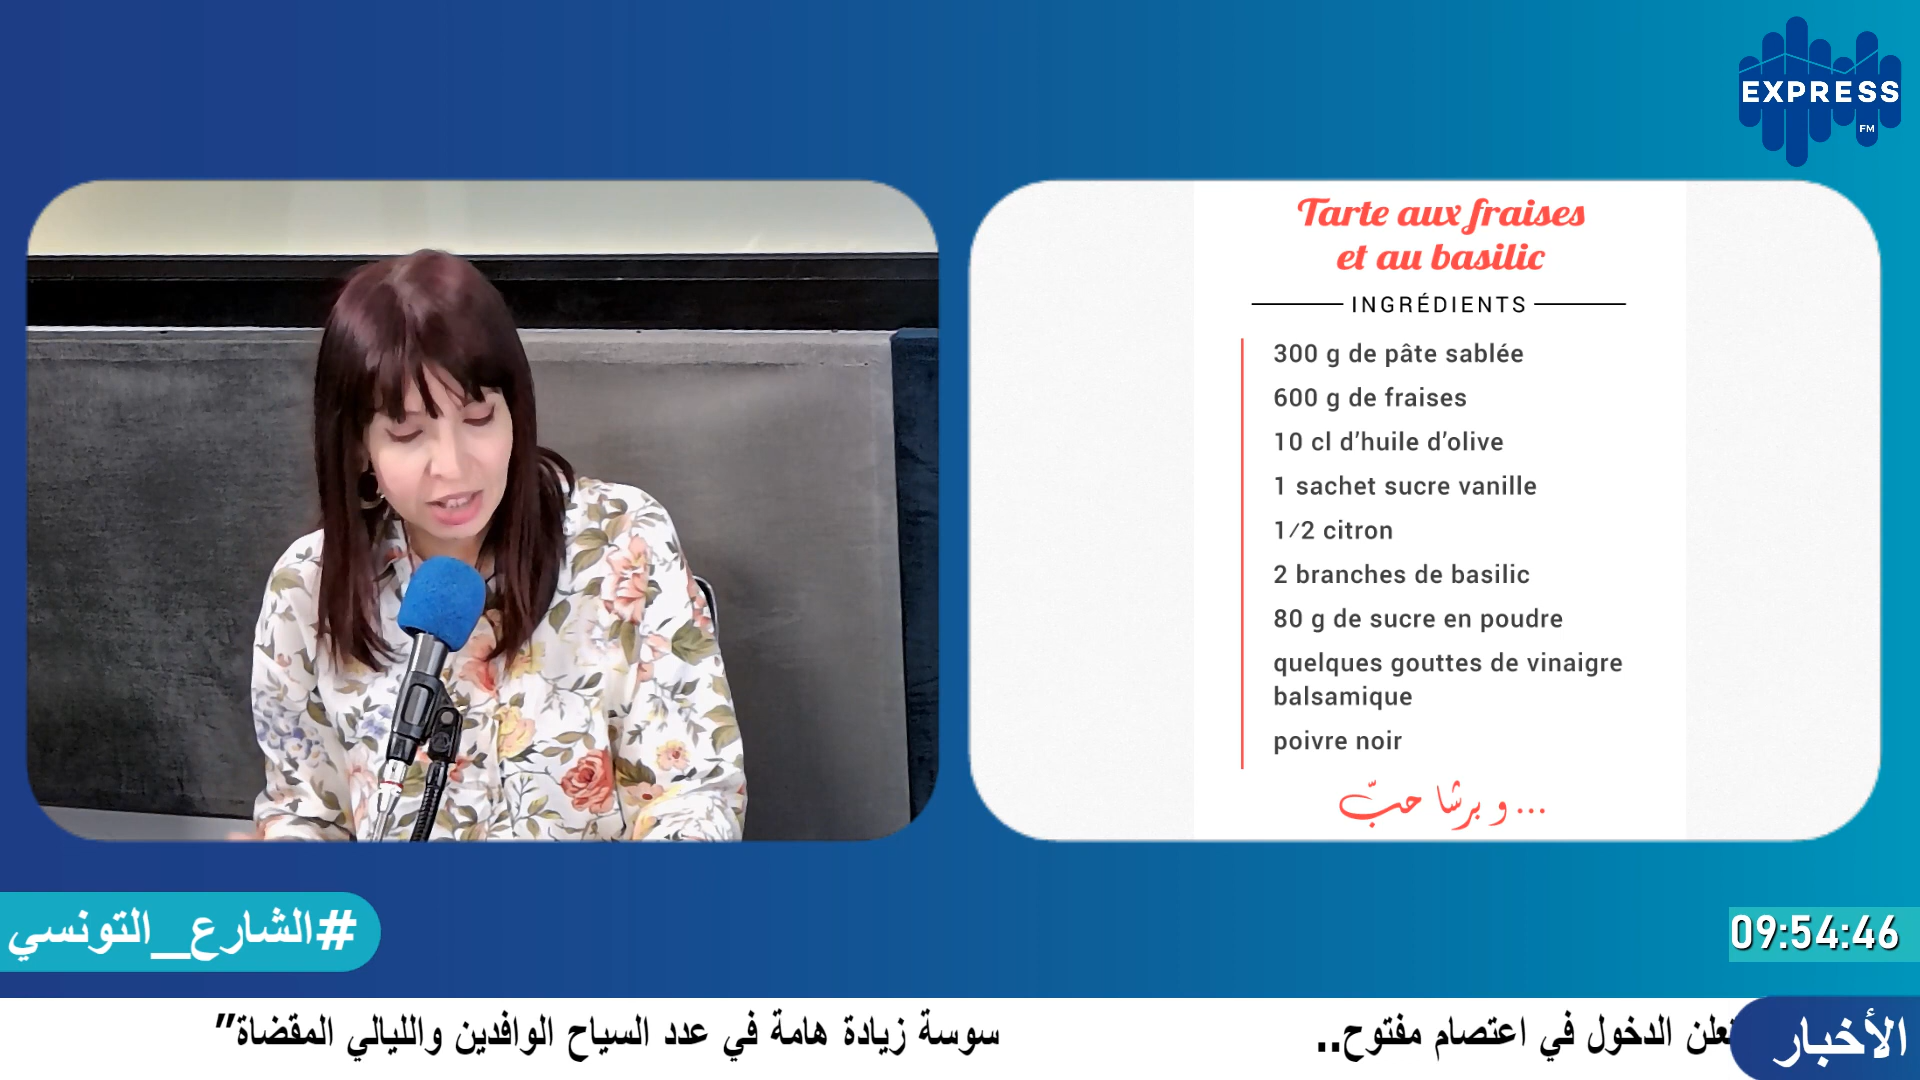 EXPRESS
FM
Tarte aux fraises
et au basilic
INGRÉDIENTS
300 g de pâte sablée
600 g de fraises
10 cl d’huile d’olive
1 sachet sucre vanille
1/2 citron
2 branches de basilic
80 g de sucre en poudre
quelques gouttes de vinaigre
balsamique
poivre noir
... و برشا حبّ
#الشارع_التونسي
09:54:46
الأخبار
تعلن الدخول في اعتصام مفتوح..
سوسة زيادة هامة في عدد السياح الوافدين والليالي المقضاة”